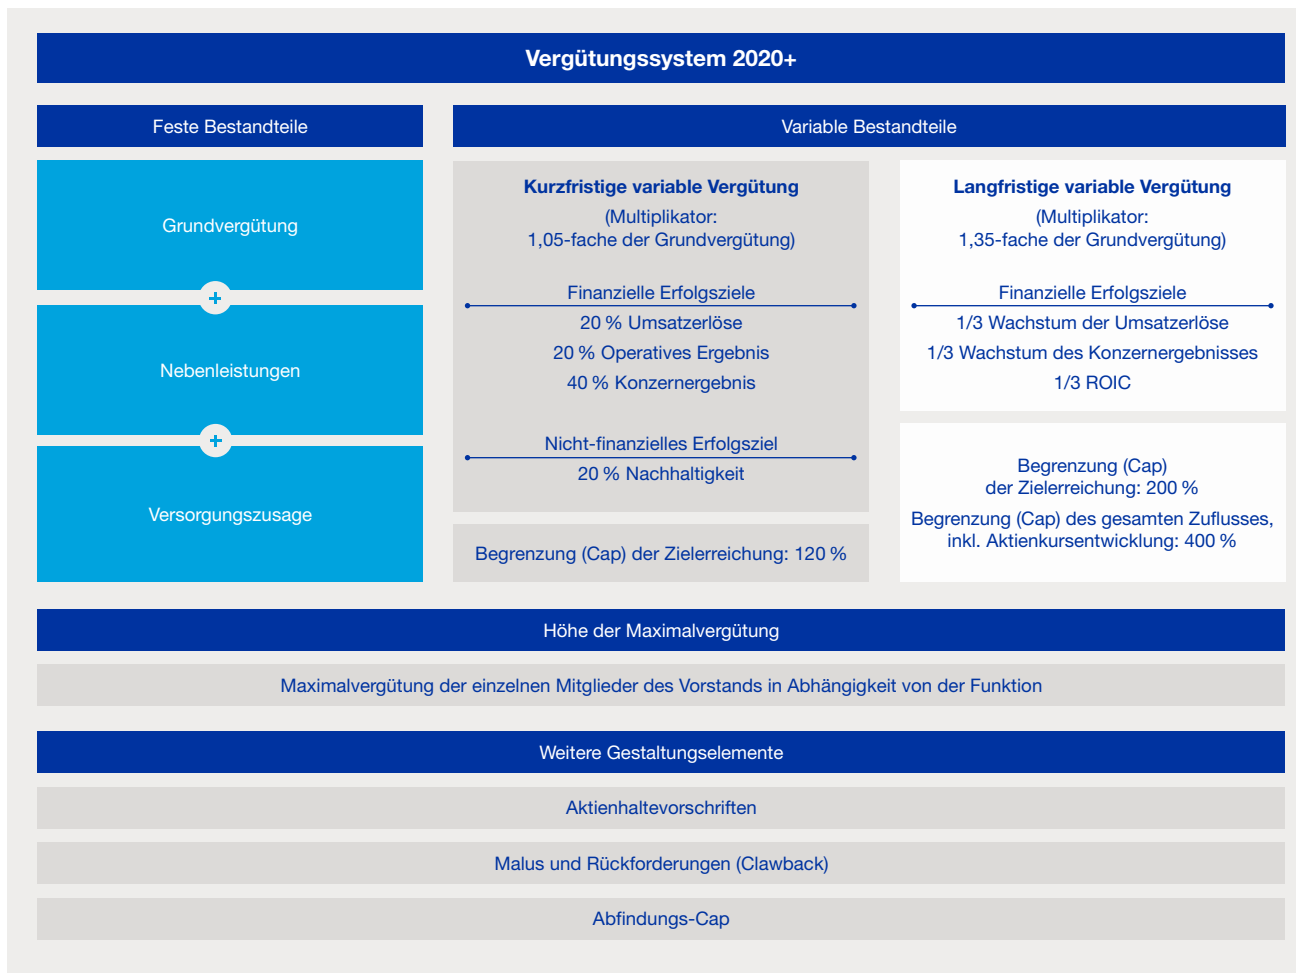 Vergütungssystem 2020+
Feste Bestandteile
Grundvergütung
+
Nebenleistungen
+
Versorgungszusage
Variable Bestandteile
Kurzfristige variable Vergütung
(Multiplikator:
1,05-fache der Grundvergütung)
Finanzielle Erfolgsziele
20 % Umsatzerlöse
20 % Operatives Ergebnis
40 % Konzernergebnis
Nicht-finanzielles Erfolgsziel
20 % Nachhaltigkeit
Begrenzung (Cap) der Zielerreichung: 120 %
Langfristige variable Vergütung
(Multiplikator:
1,35-fache der Grundvergütung)
Finanzielle Erfolgsziele
1/3 Wachstum der Umsatzerlöse
1/3 Wachstum des Konzernergebnisses
1/3 ROIC
Begrenzung (Cap)
der Zielerreichung: 200 %
Begrenzung (Cap) des gesamten Zuflusses,
inkl. Aktienkursentwicklung: 400 %
Höhe der Maximalvergütung
Maximalvergütung der einzelnen Mitglieder des Vorstands in Abhängigkeit von der Funktion
Weitere Gestaltungselemente
Aktienhaltevorschriften
Malus und Rückforderungen (Clawback)
Abfindungs-Cap